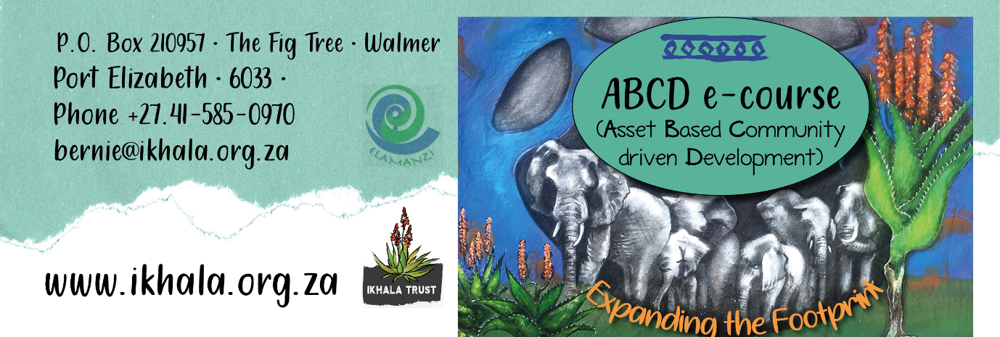 P.O. Box 210957 · The Fig Tree · Walmer
Port Elizabeth · 6033 ·
Phone +27.41-585-0970
bernie@ikhala.org.za
ELAMANZI
www.ikhala.org.za
IKHALA TRUST
ABCD e-course
(Asset Based Community
driven Development)
Expanding the Footprint